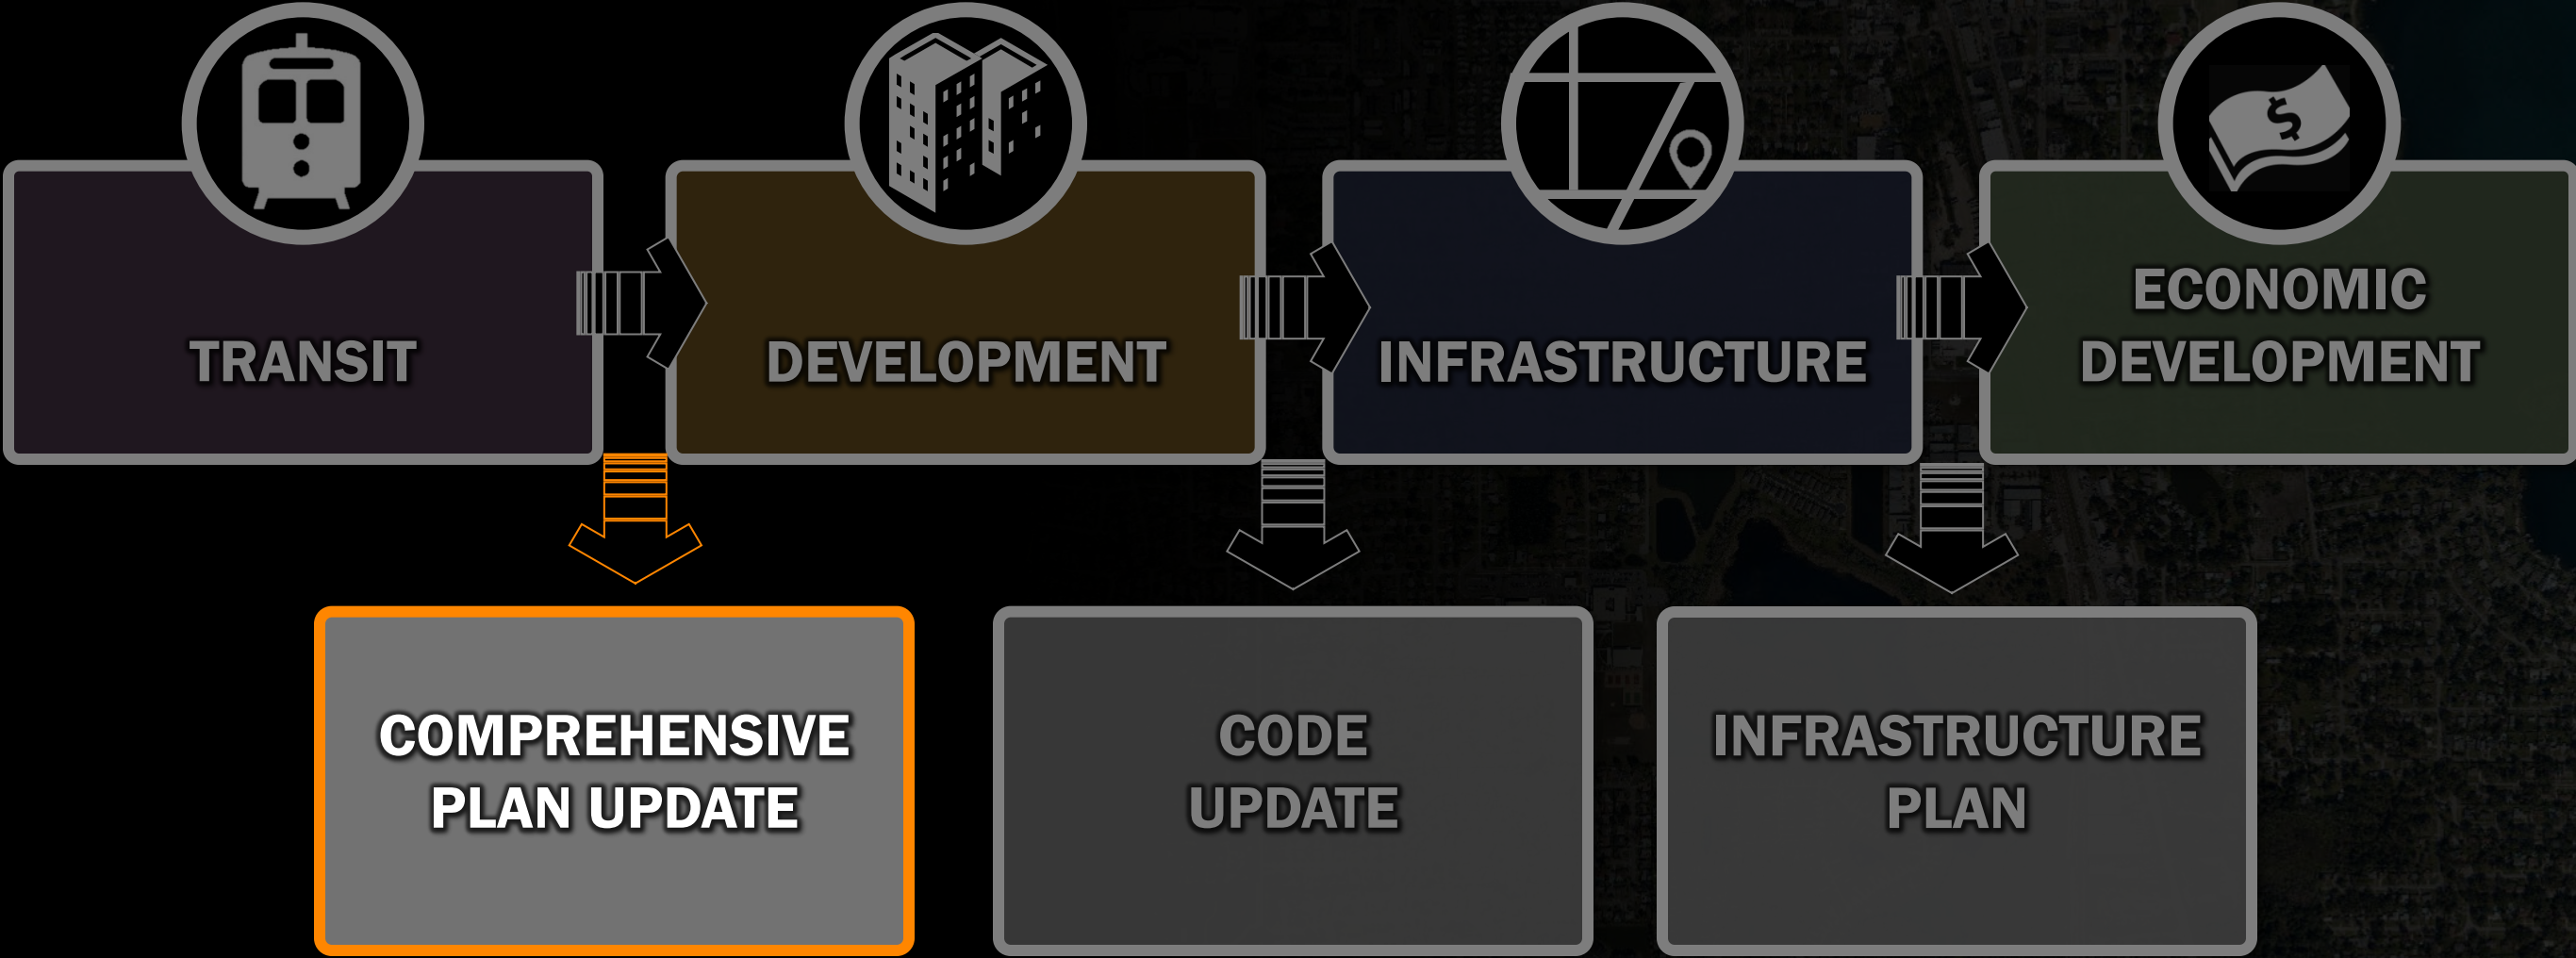 TRANSIT
DEVELOPMENT
INFRASTRUCTURE
$
ECONOMIC
DEVELOPMENT
COMPREHENSIVE
PLAN UPDATE
CODE
UPDATE
INFRASTRUCTURE
PLAN